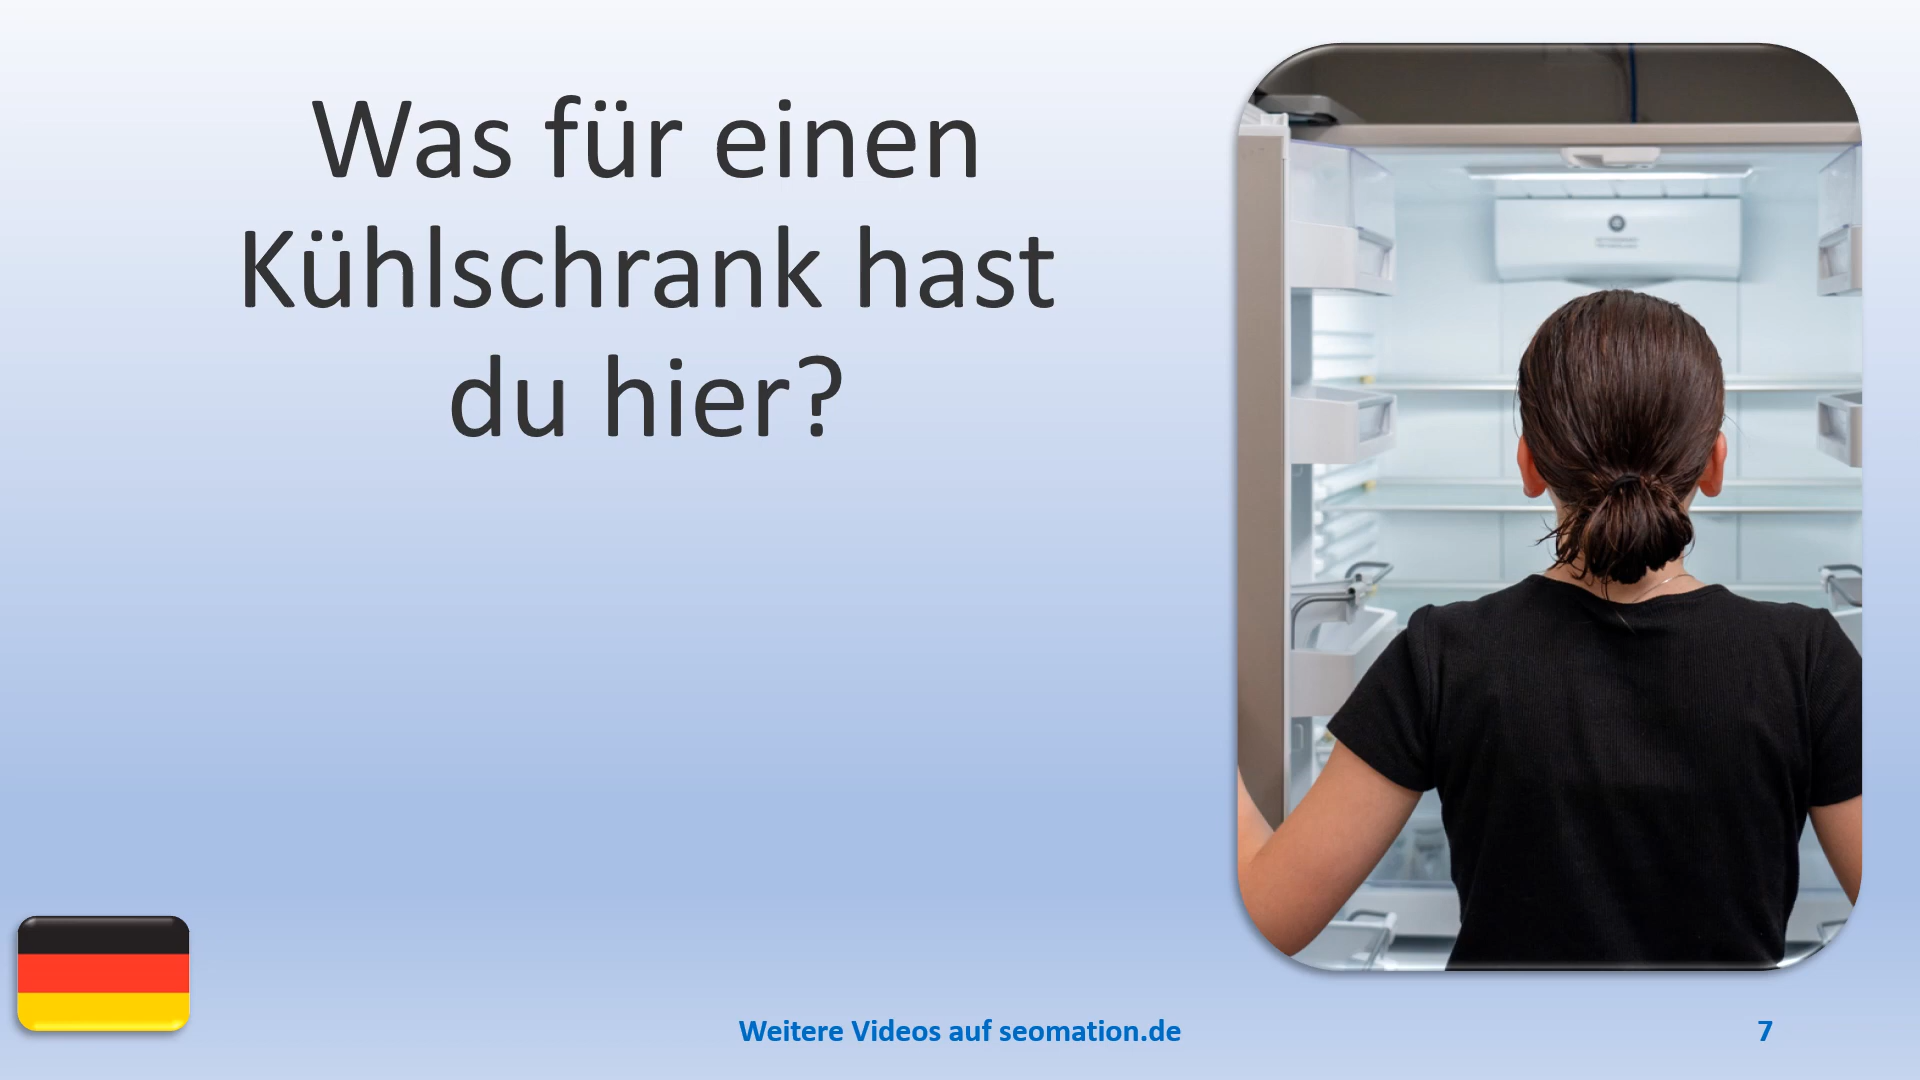 Was für einen
Kühlschrank hast
du hier?
Weitere Videos auf seomation.de
7